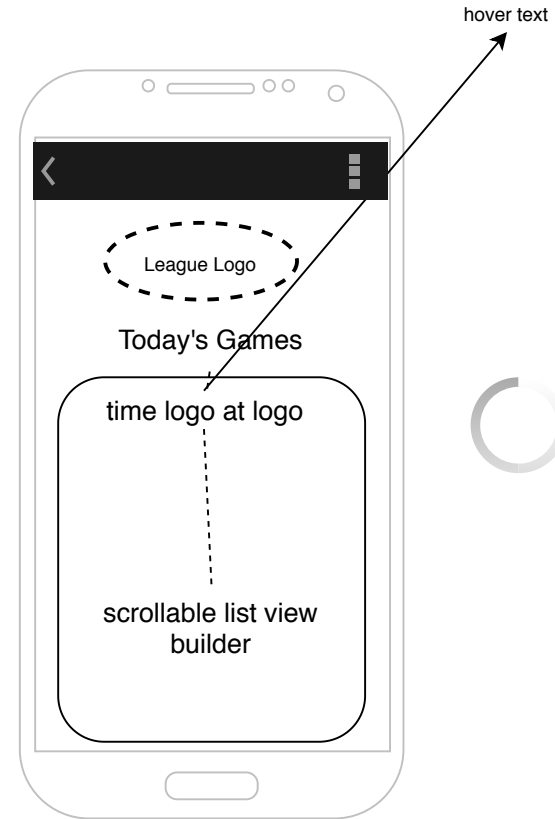 hover text
League Logo
Today's Games
time logo at logo
scrollable list view
builder